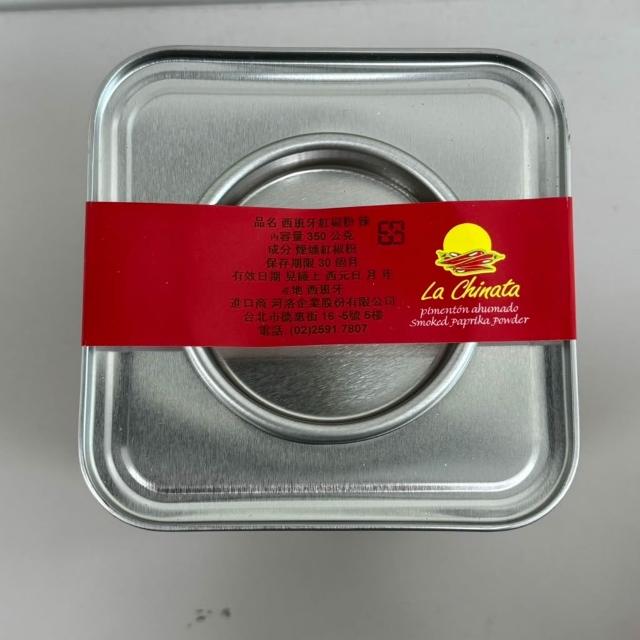 品名 西班牙紅椒粉 辣
內容量 350 公克
成分 煙燻紅椒粉
保存期限 30 個月
有效日期 見罐上 西元日 月 年
產地 西班牙
進口商 河洛企業股份有限公司
台北市德惠街 16 -5號 5樓
電話 (02)2591 7807
La Chinata
pimentón ahumado
Smoked Paprika Powder